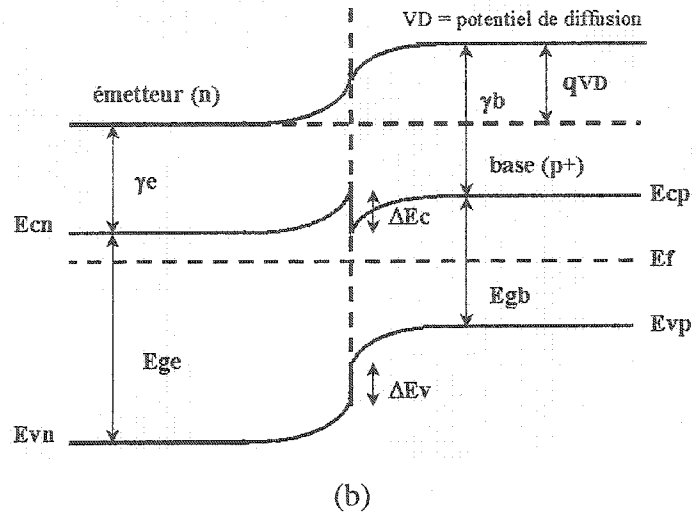 VD = potentiel de diffusion
émetteur (n)
qVD
γb
γe
base (p+)
Ecn
ΔEc
Ecp
Ef
Egb
Evp
Ege
ΔEv
Evn
(b)